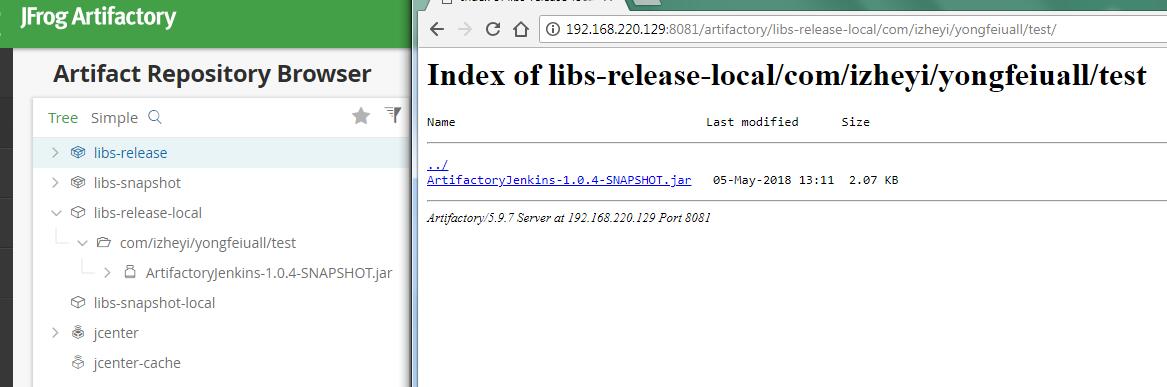 JFrog Artifactory
Artifact Repository Browser
Tree Simple
libs-release
libs-snapshot
libs-release-local
com/izheyi/yongfeiuall/test
ArtifactoryJenkins-1.0.4-SNAPSHOT.jar
libs-snapshot-local
jcenter
jcenter-cache
192.168.220.129:8081/artifactory/libs-release-local/com/izheyi/yongfeiuall/test/
Index of libs-release-local/com/izheyi/yongfeiuall/test
Name Last modified Size
../
ArtifactoryJenkins-1.0.4-SNAPSHOT.jar 05-May-2018 13:11 2.07 KB
Artifactory/5.9.7 Server at 192.168.220.129 Port 8081